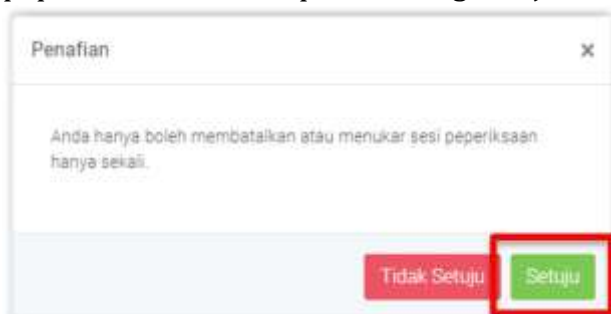 Penafian ×
Anda hanya boleh membatalkan atau menukar sesi peperiksaan
hanya sekali.
Tidak Setuju Setuju